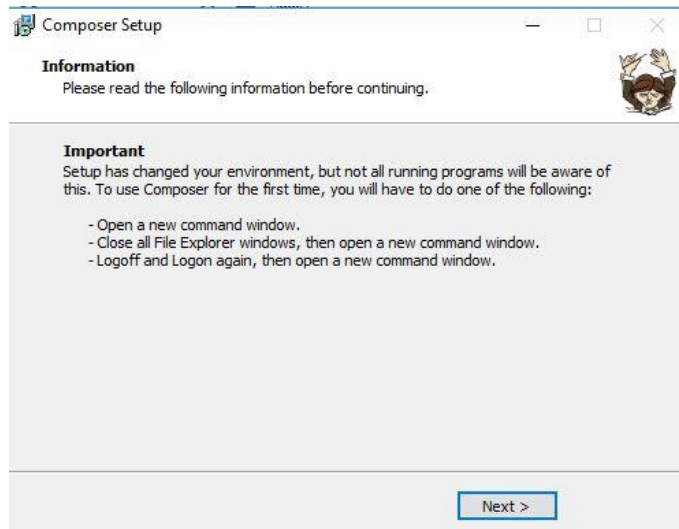 Composer Setup
Information
Please read the following information before continuing.
Important
Setup has changed your environment, but not all running programs will be aware of
this. To use Composer for the first time, you will have to do one of the following:
- Open a new command window.
- Close all File Explorer windows, then open a new command window.
- Logoff and Logon again, then open a new command window.
Next >